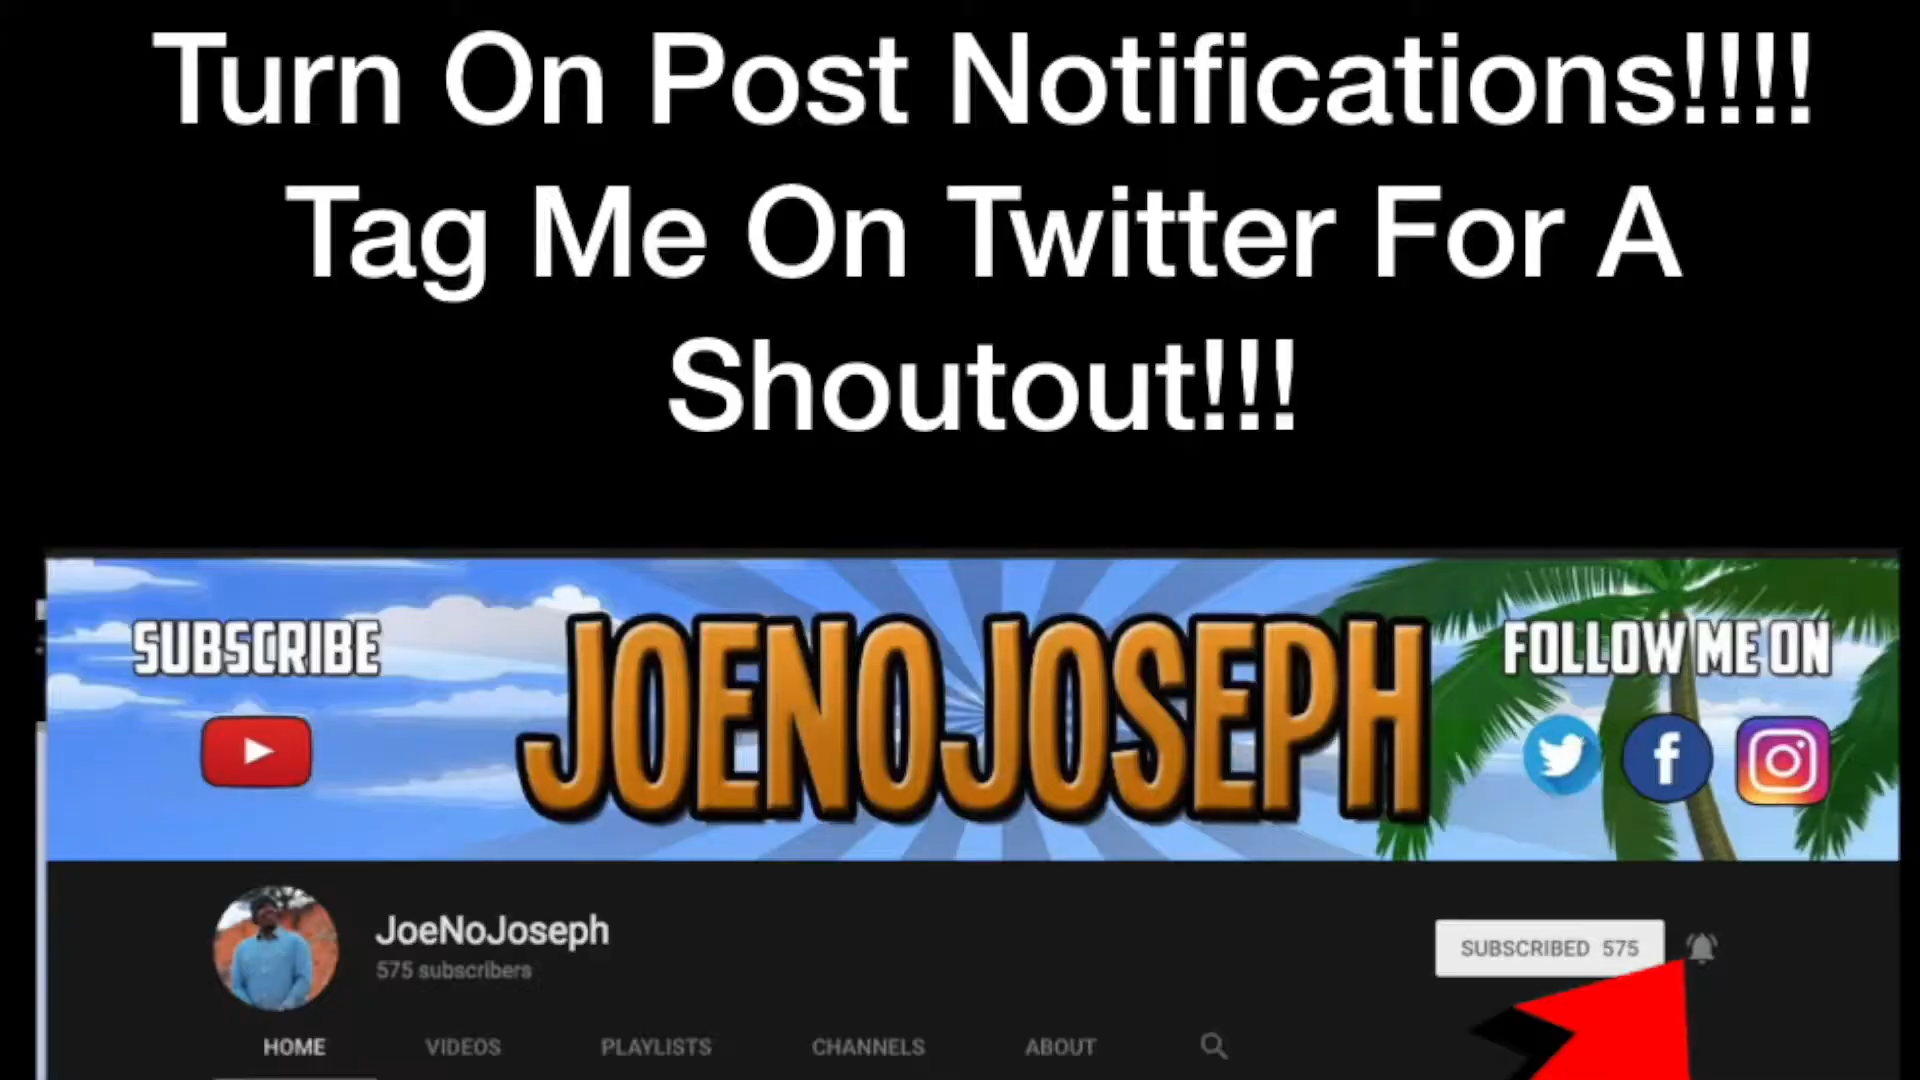 Turn On Post Notifications!!!!
Tag Me On Twitter For A
Shoutout!!!
SUBSCRIBE
JOENOJOSEPH
FOLLOW ME ON
JoeNoJoseph
575 subscribers
SUBSCRIBED 575
HOME VIDEOS PLAYLISTS CHANNELS ABOUT